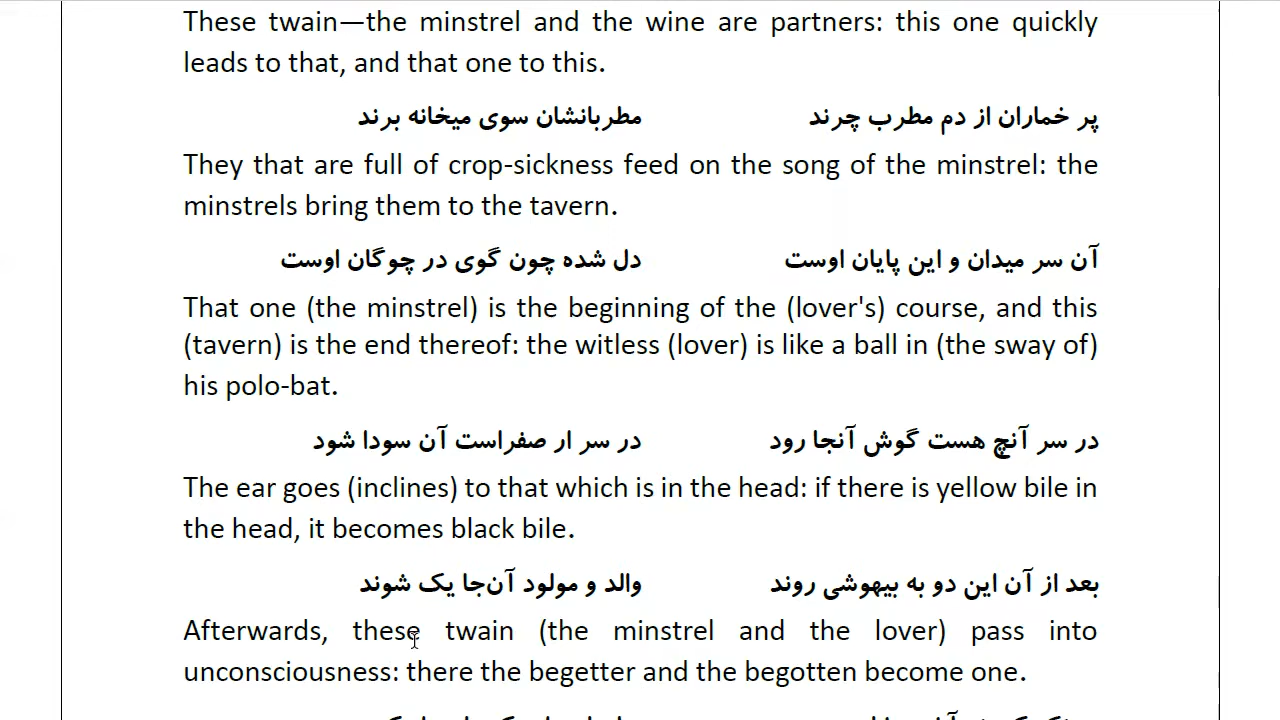 These twain—the minstrel and the wine are partners: this one quickly
leads to that, and that one to this.
پر خماران از دم مطرب چرند مطربانشان سوی میخانه برند
They that are full of crop-sickness feed on the song of the minstrel: the
minstrels bring them to the tavern.
آن سر میدان و این پایان اوست دل شده چون گوی در چوگان اوست
That one (the minstrel) is the beginning of the (lover's) course, and this
(tavern) is the end thereof: the witless (lover) is like a ball in (the sway of)
his polo-bat.
در سر آنچ هست گوش آنجا رود در سر ار صفراست آن سودا شود
The ear goes (inclines) to that which is in the head: if there is yellow bile in
the head, it becomes black bile.
بعد از آن این دو به بیهوشی روند والد و مولود آن‌جا یک شوند
Afterwards, these twain (the minstrel and the lover) pass into
unconsciousness: there the begetter and the begotten become one.